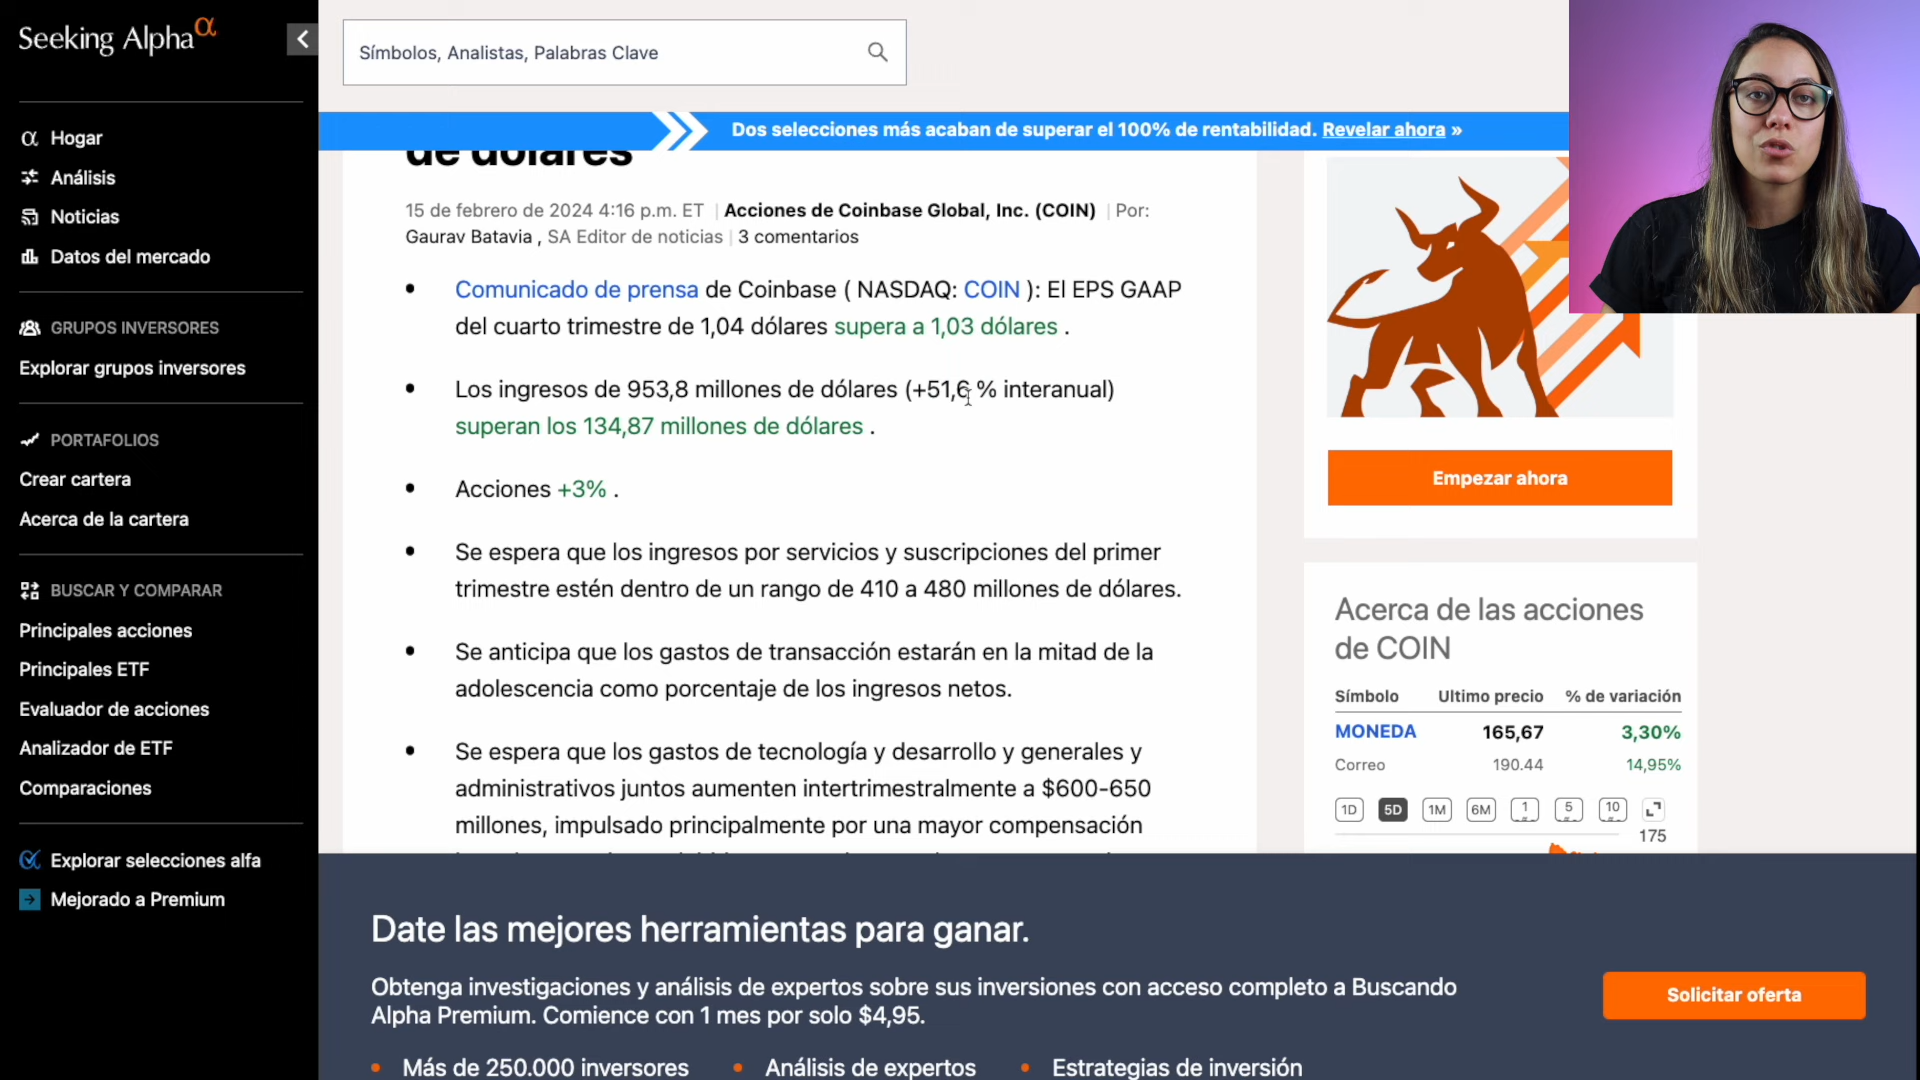 Seeking Alpha α
Símbolos, Analistas, Palabras Clave
Hogar
Análisis
Noticias
Datos del mercado
GRUPOS INVERSORES
Explorar grupos inversores
PORTAFOLIOS
Crear cartera
Acerca de la cartera
BUSCAR Y COMPARAR
Principales acciones
Principales ETF
Evaluador de acciones
Analizador de ETF
Comparaciones
Explorar selecciones alfa
Mejorado a Premium
Dos selecciones más acaban de superar el 100% de rentabilidad. Revelar ahora »
de dólares
15 de febrero de 2024 4:16 p.m. ET | Acciones de Coinbase Global, Inc. (COIN) | Por:
Gaurav Batavia , SA Editor de noticias | 3 comentarios
• Comunicado de prensa de Coinbase ( NASDAQ: COIN ): El EPS GAAP
del cuarto trimestre de 1,04 dólares supera a 1,03 dólares .
• Los ingresos de 953,8 millones de dólares (+51,6 % interanual)
superan los 134,87 millones de dólares .
• Acciones +3% .
• Se espera que los ingresos por servicios y suscripciones del primer
trimestre estén dentro de un rango de 410 a 480 millones de dólares.
• Se anticipa que los gastos de transacción estarán en la mitad de la
adolescencia como porcentaje de los ingresos netos.
• Se espera que los gastos de tecnología y desarrollo y generales y
administrativos juntos aumenten intertrimestralmente a $600-650
millones, impulsado principalmente por una mayor compensación
Empezar ahora
Acerca de las acciones
de COIN
Símbolo Ultimo precio % de variación
MONEDA 165,67 3,30%
Correo 190.44 14,95%
1D 5D 1M 6M 1 5 10
175
Date las mejores herramientas para ganar.
Obtenga investigaciones y análisis de expertos sobre sus inversiones con acceso completo a Buscando
Alpha Premium. Comience con 1 mes por solo $4,95.
Solicitar oferta
• Más de 250.000 inversores • Análisis de expertos • Estrategias de inversión